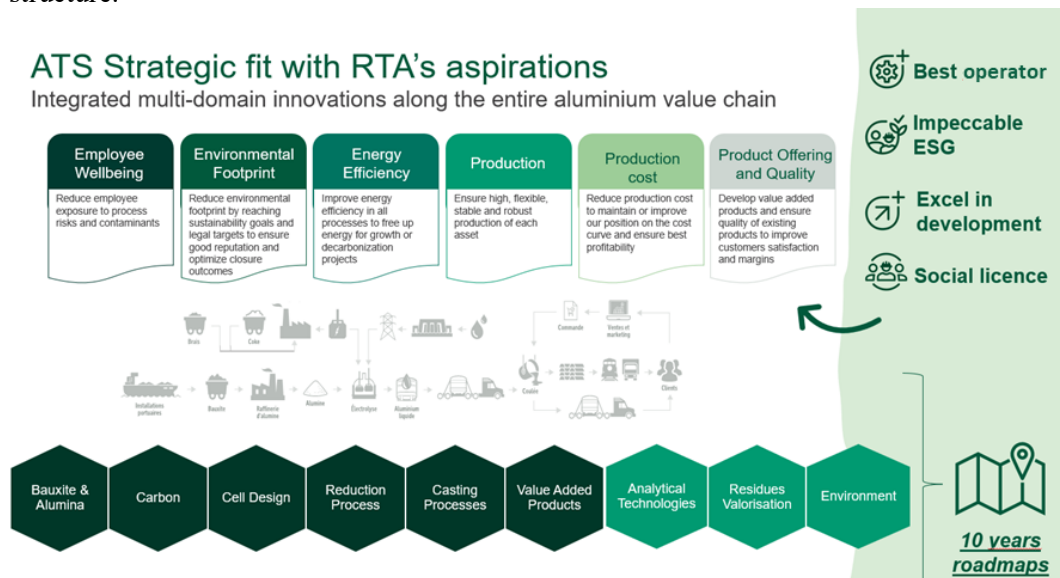 structure.
ATS Strategic fit with RTA's aspirations
Integrated multi-domain innovations along the entire aluminium value chain
Employee
Wellbeing
Reduce employee
exposure to process
risks and contaminants
Environmental
Footprint
Reduce environmental
footprint by reaching
sustainability goals and
legal targets to ensure
good reputation and
optimize closure
outcomes
Energy
Efficiency
Improve energy
efficiency in all
processes to free up
energy for growth or
decarbonization
projects
Production
Ensure high, flexible,
stable and robust
production of each
asset
Production
cost
Reduce production cost
to maintain or improve
our position on the cost
curve and ensure best
profitability
Product Offering
and Quality
Develop value added
products and ensure
quality of existing
products to improve
customers satisfaction
and margins
Best operator
Impeccable
ESG
Excel in
development
Social licence
Brais
Coke
Commande
Ventes et
marketing
Installations
portuaires
Bauxite
Raffinerie
d'alumine
Alumine
Électrolyse
Aluminium
liquide
Coulée
Clients
Bauxite &
Alumina
Carbon
Cell Design
Reduction
Process
Casting
Processes
Value Added
Products
Analytical
Technologies
Residues
Valorisation
Environment
10 years
roadmaps